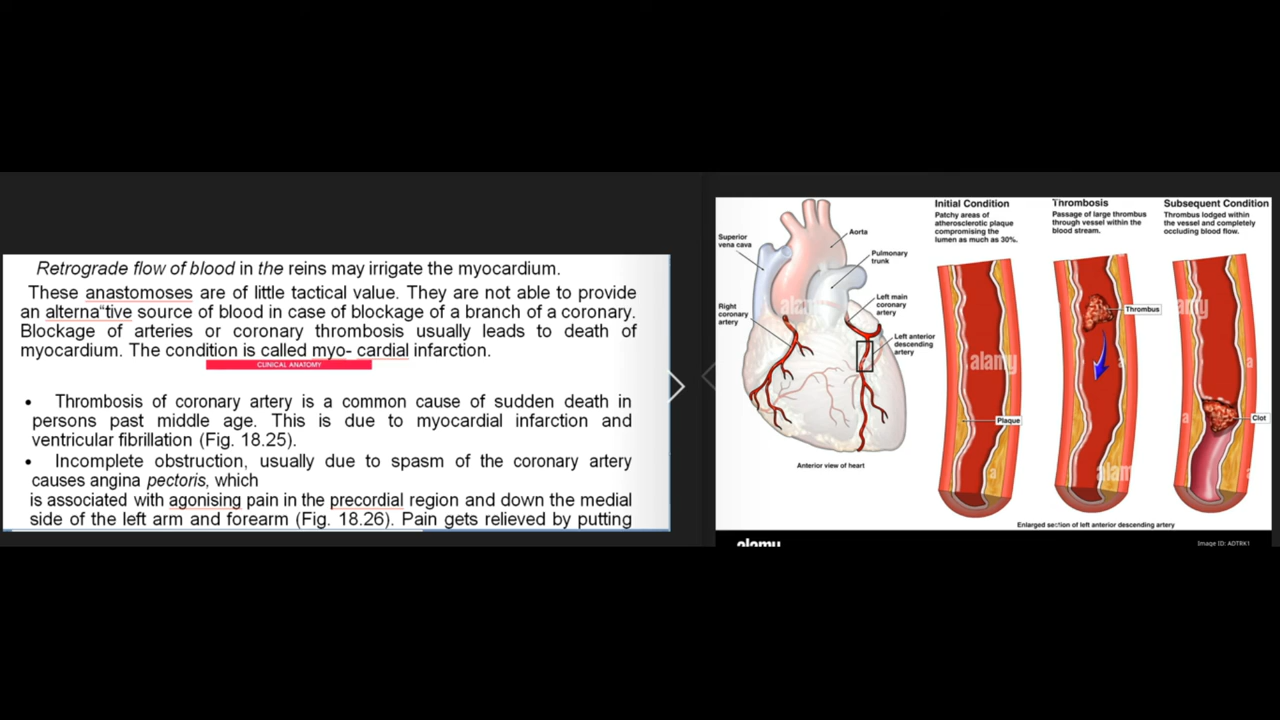 Retrograde flow of blood in the reins may irrigate the myocardium.
These anastomoses are of little tactical value. They are not able to provide
an alterna“tive source of blood in case of blockage of a branch of a coronary.
Blockage of arteries or coronary thrombosis usually leads to death of
myocardium. The condition is called myo- cardial infarction.
CLINICAL ANATOMY
• Thrombosis of coronary artery is a common cause of sudden death in
persons past middle age. This is due to myocardial infarction and
ventricular fibrillation (Fig. 18.25).
• Incomplete obstruction, usually due to spasm of the coronary artery
causes angina pectoris, which
is associated with agonising pain in the precordial region and down the medial
side of the left arm and forearm (Fig. 18.26). Pain gets relieved by putting
Superior
vena cava
Aorta
Pulmonary
trunk
Right
coronary
artery
Left main
coronary
artery
Left anterior
descending
artery
Anterior view of heart
Initial Condition
Patchy areas of
atherosclerotic plaque
compromising the
lumen as much as 30%.
Plaque
Thrombosis
Passage of large thrombus
through vessel within the
blood stream.
Thrombus
Subsequent Condition
Thrombus lodged within
the vessel and completely
occluding blood flow.
Clot
Enlarged section of left anterior descending artery
alamy
alamy
alamy
alamy
a
a
a
a
a
alamy
Image ID: ADTRK1